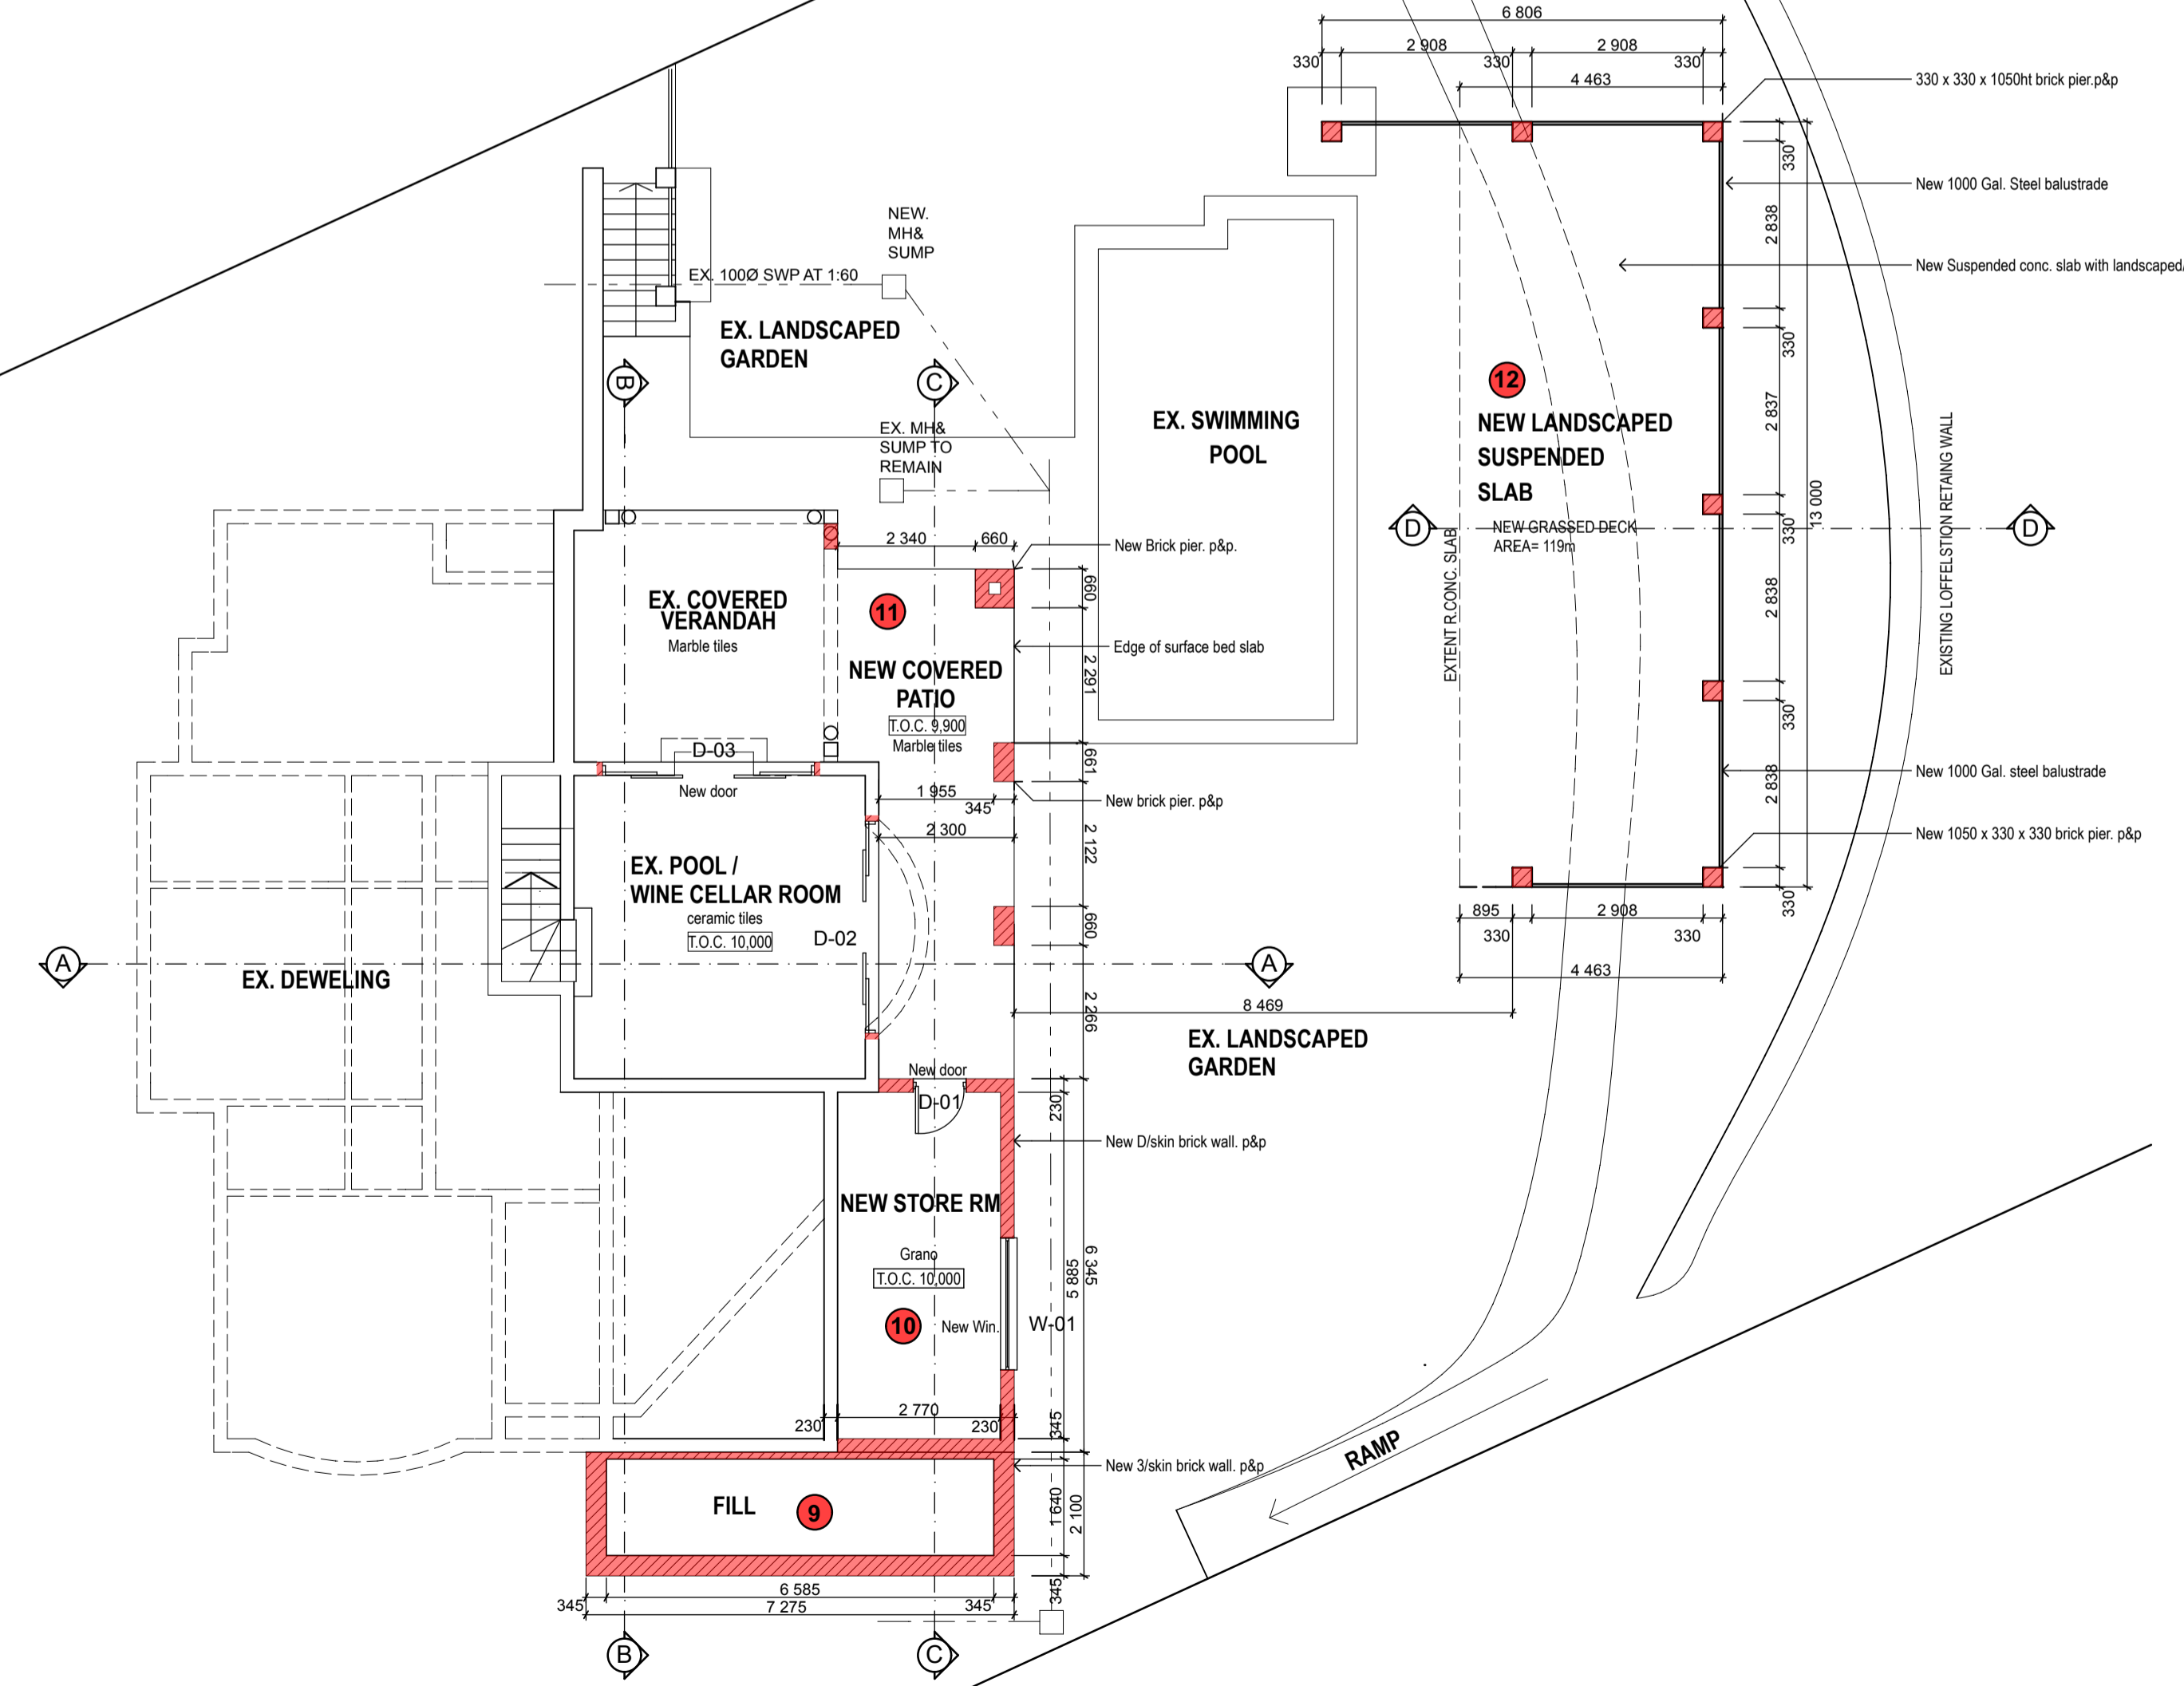 6 806
2 908
2 908
330
330
330
4 463
330 x 330 x 1050ht brick pier.p&p
330
New 1000 Gal. Steel balustrade
2 838
New Suspended conc. slab with landscaped
330
NEW.
MH&
SUMP
EX. 100Ø SWP AT 1:60
EX. LANDSCAPED
GARDEN
B
C
12
NEW LANDSCAPED
SUSPENDED
SLAB
NEW GRASSED DECK
AREA= 119m
EX. SWIMMING
POOL
2 837
EXISTING LOFFELSTION RETAING WALL
13 000
EX. MH&
SUMP TO
REMAIN
D
D
330
EXTENT R.CONC. SLAB
2 340
660
New Brick pier. p&p.
660
EX. COVERED
VERANDAH
Marble tiles
11
2 838
Edge of surface bed slab
NEW COVERED
PATIO
T.O.C. 9,900
Marble tiles
2 291
330
D-03
New door
661
New 1000 Gal. steel balustrade
2 838
1 955
345
New brick pier. p&p
2 300
2 122
New 1050 x 330 x 330 brick pier. p&p
EX. POOL /
WINE CELLAR ROOM
ceramic tiles
T.O.C. 10,000
D-02
660
330
895
2 908
330
330
4 463
A
A
EX. DEWELING
2 266
8 469
EX. LANDSCAPED
GARDEN
New door
D-01
230
New D/skin brick wall. p&p
NEW STORE RM
Grano
T.O.C. 10,000
5 885
6 345
10
New Win.
W-01
2 770
230
230
345
RAMP
New 3/skin brick wall. p&p
FILL
9
1 640
2 100
6 585
345
345
7 275
345
B
C